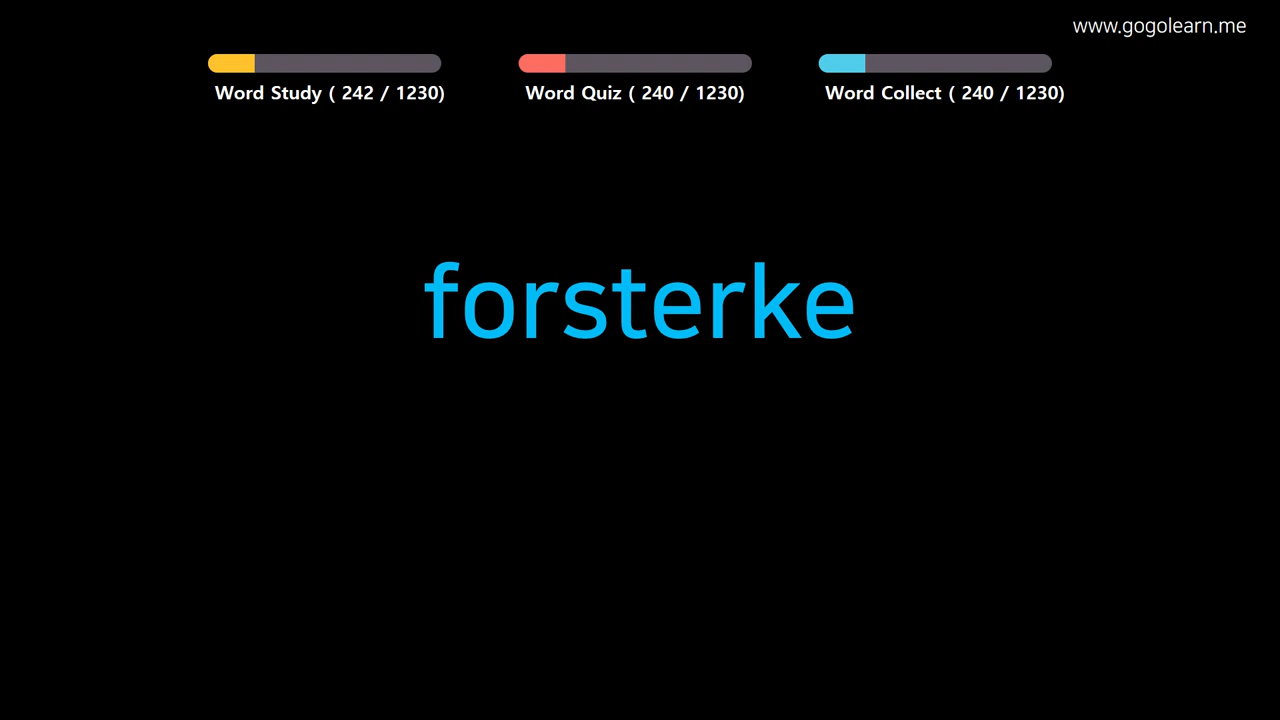 www.gogolearn.me
Word Study ( 242 / 1230)
Word Quiz ( 240 / 1230)
Word Collect ( 240 / 1230)
forsterke